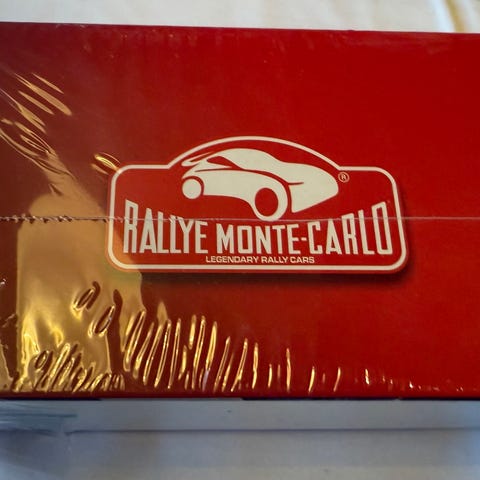 ®
RALLYE MONTE-CARLO
LEGENDARY RALLY CARS